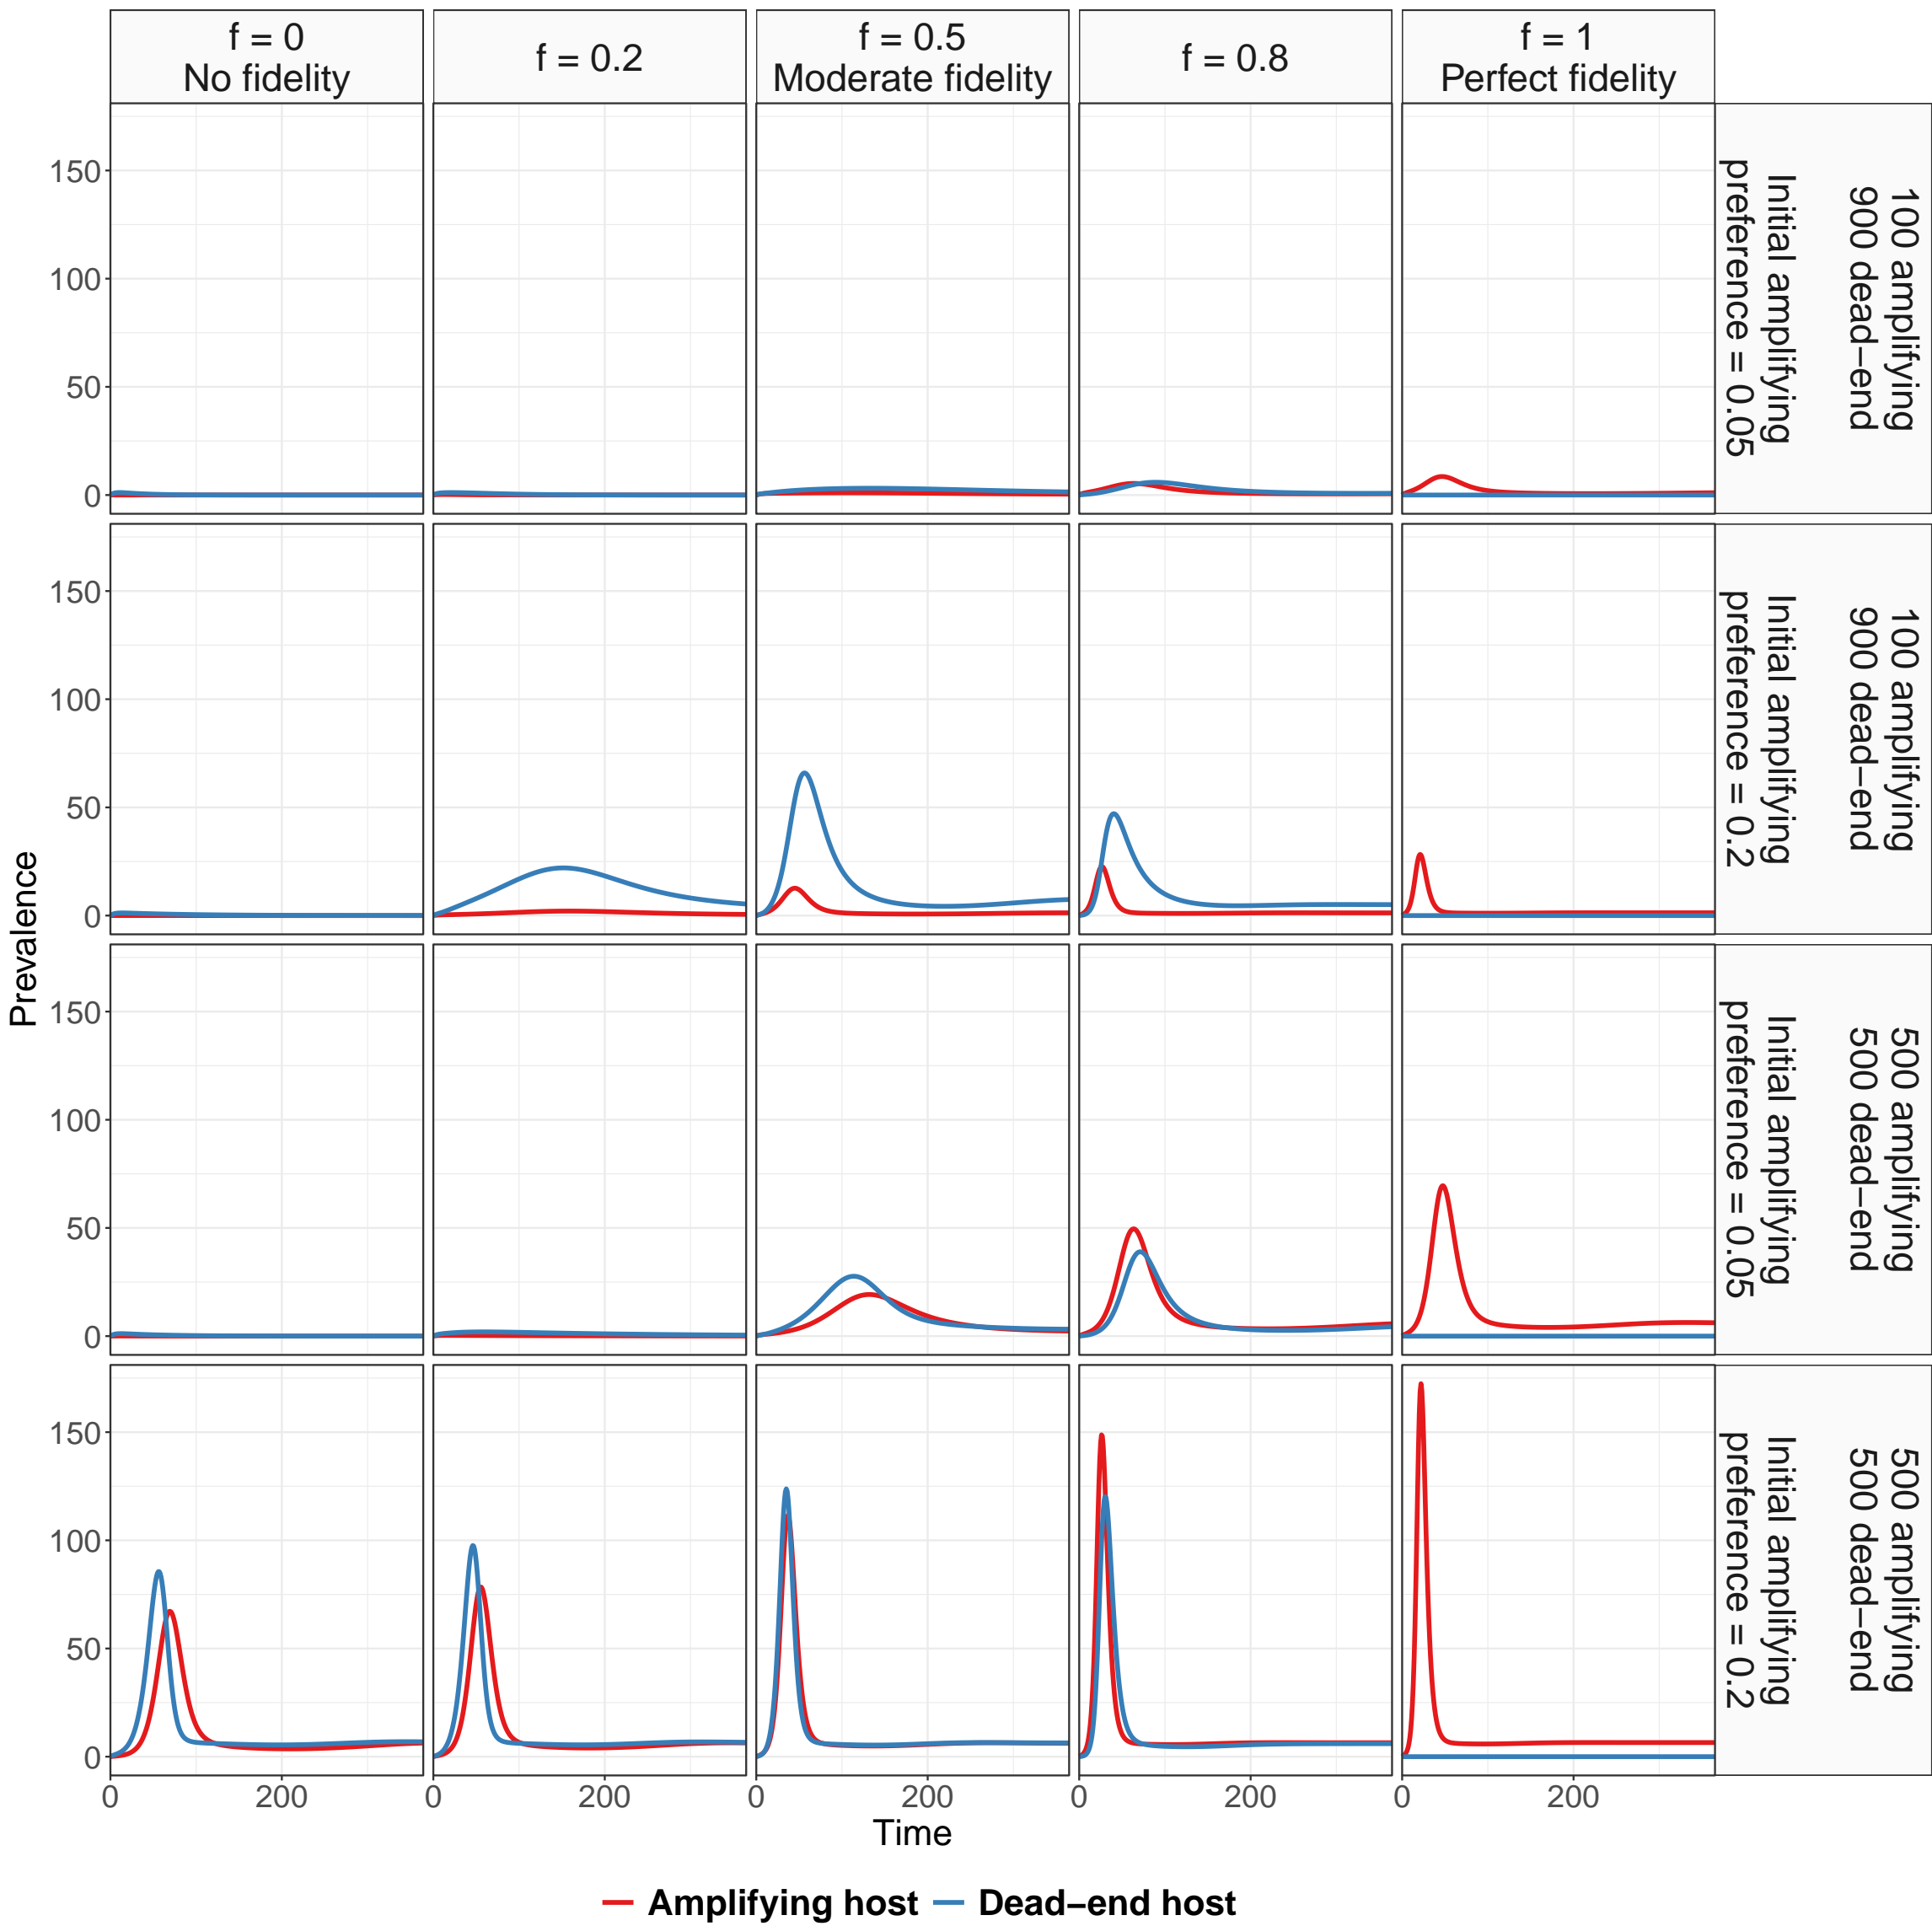 f = 0
No fidelity
f = 0.2
f = 0.5
Moderate fidelity
f = 0.8
f = 1
Perfect fidelity
150
100
50
0
Initial amplifying
preference = 0.05
100 amplifying
900 dead−end
150
100
50
0
Initial amplifying
preference = 0.2
100 amplifying
900 dead−end
150
100
50
0
Initial amplifying
preference = 0.05
500 amplifying
500 dead−end
150
100
50
0
Initial amplifying
preference = 0.2
500 amplifying
500 dead−end
Prevalence
0 200
0 200
0 200
0 200
0 200
Time
Amplifying host
Dead−end host